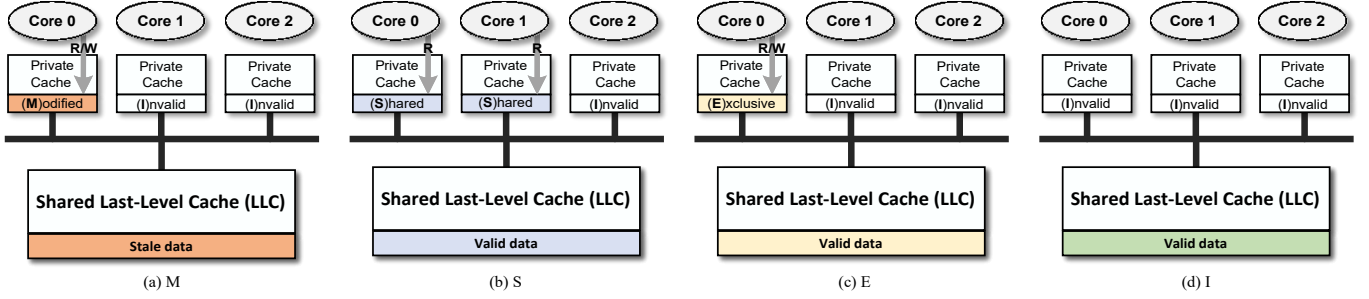 Core 0
Core 1
Core 2
R/W
Private
Cache
Private
Cache
Private
Cache
(M)odified
(I)nvalid
(I)nvalid
Shared Last-Level Cache (LLC)
Stale data
(a) M
Core 0
Core 1
Core 2
R
R
Private
Cache
Private
Cache
Private
Cache
(S)hared
(S)hared
(I)nvalid
Shared Last-Level Cache (LLC)
Valid data
(b) S
Core 0
Core 1
Core 2
R/W
Private
Cache
Private
Cache
Private
Cache
(E)xclusive
(I)nvalid
(I)nvalid
Shared Last-Level Cache (LLC)
Valid data
(c) E
Core 0
Core 1
Core 2
Private
Cache
Private
Cache
Private
Cache
(I)nvalid
(I)nvalid
(I)nvalid
Shared Last-Level Cache (LLC)
Valid data
(d) I